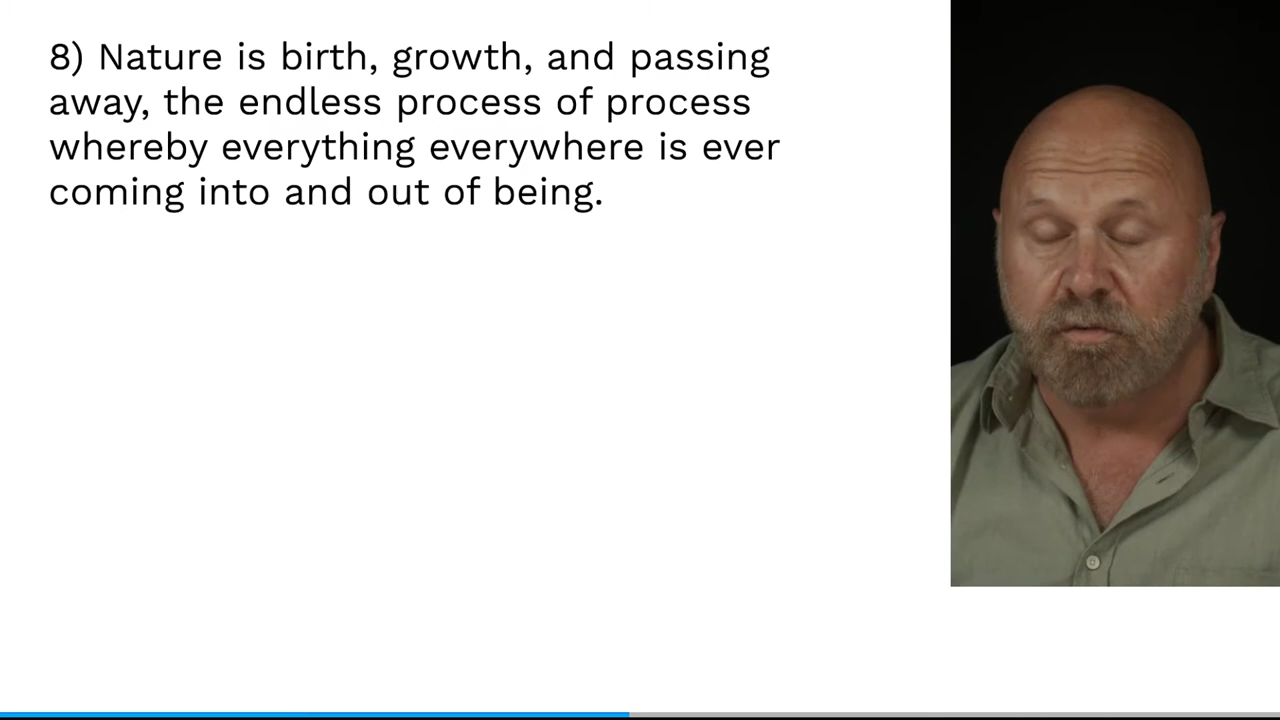 8) Nature is birth, growth, and passing
away, the endless process of process
whereby everything everywhere is ever
coming into and out of being.